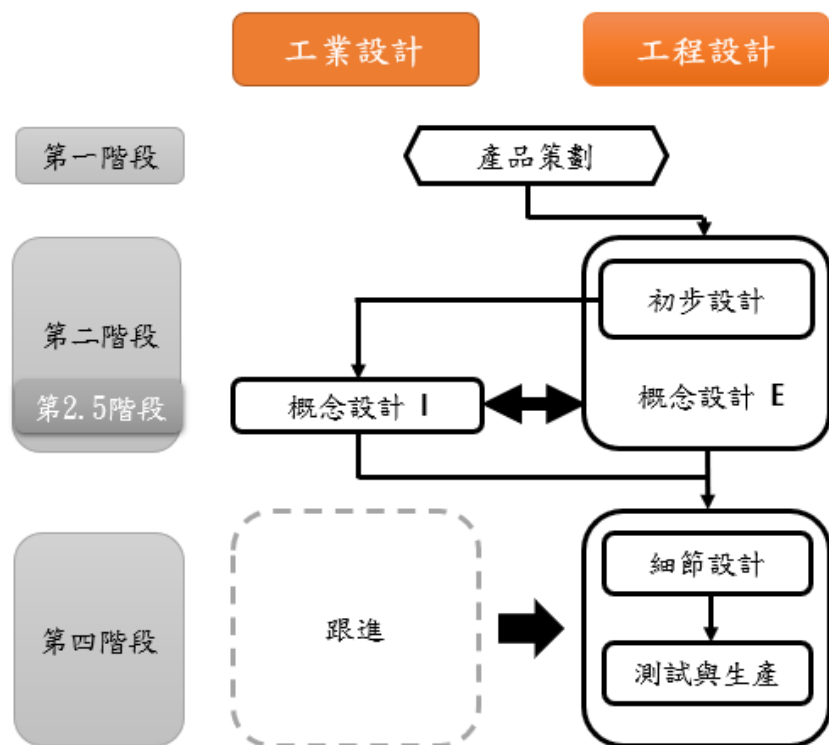 工業設計
工程設計
第一階段
產品策劃
初步設計
第二階段
第2.5階段
概念設計 I
概念設計 E
細節設計
第四階段
跟進
測試與生產